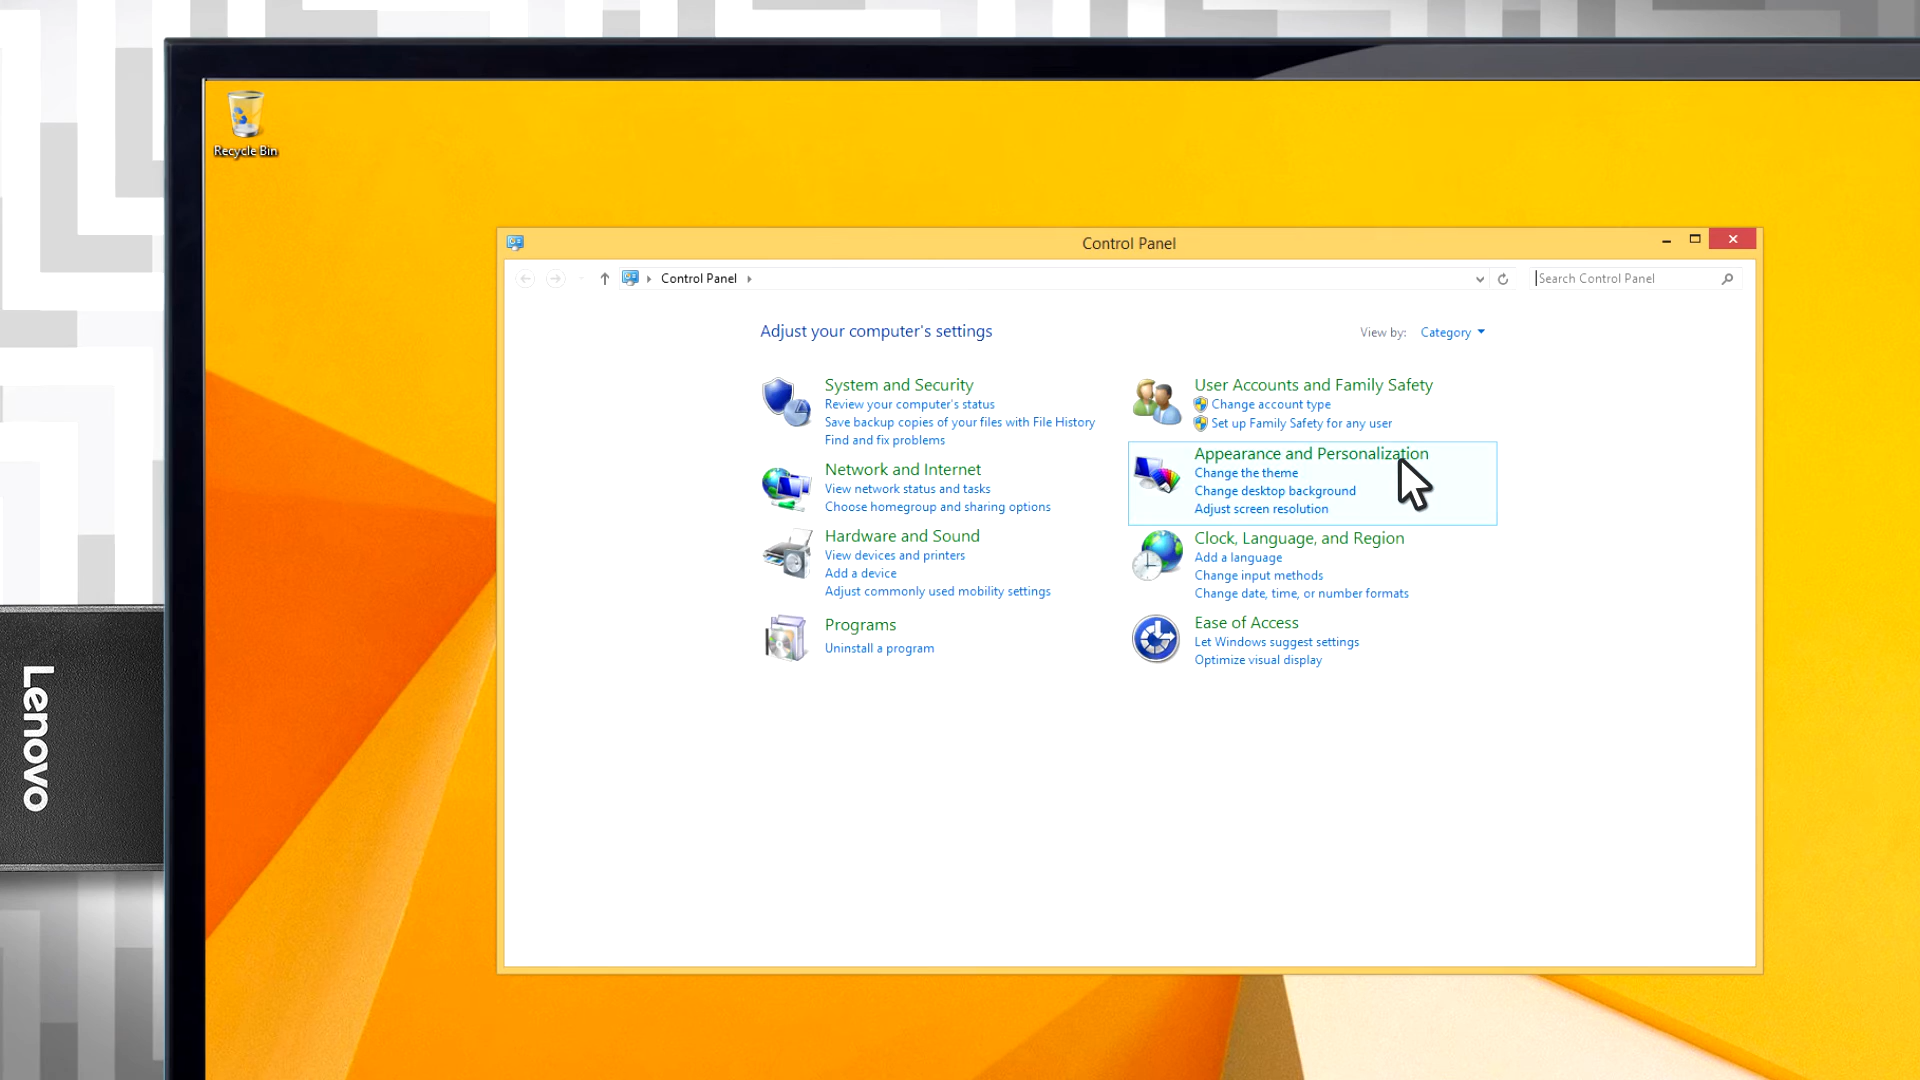 Recycle Bin
Control Panel
Control Panel
Search Control Panel
Adjust your computer's settings
View by: Category
System and Security
Review your computer's status
Save backup copies of your files with File History
Find and fix problems
Network and Internet
View network status and tasks
Choose homegroup and sharing options
Hardware and Sound
View devices and printers
Add a device
Adjust commonly used mobility settings
Programs
Uninstall a program
User Accounts and Family Safety
Change account type
Set up Family Safety for any user
Appearance and Personalization
Change the theme
Change desktop background
Adjust screen resolution
Clock, Language, and Region
Add a language
Change input methods
Change date, time, or number formats
Ease of Access
Let Windows suggest settings
Optimize visual display
Lenovo